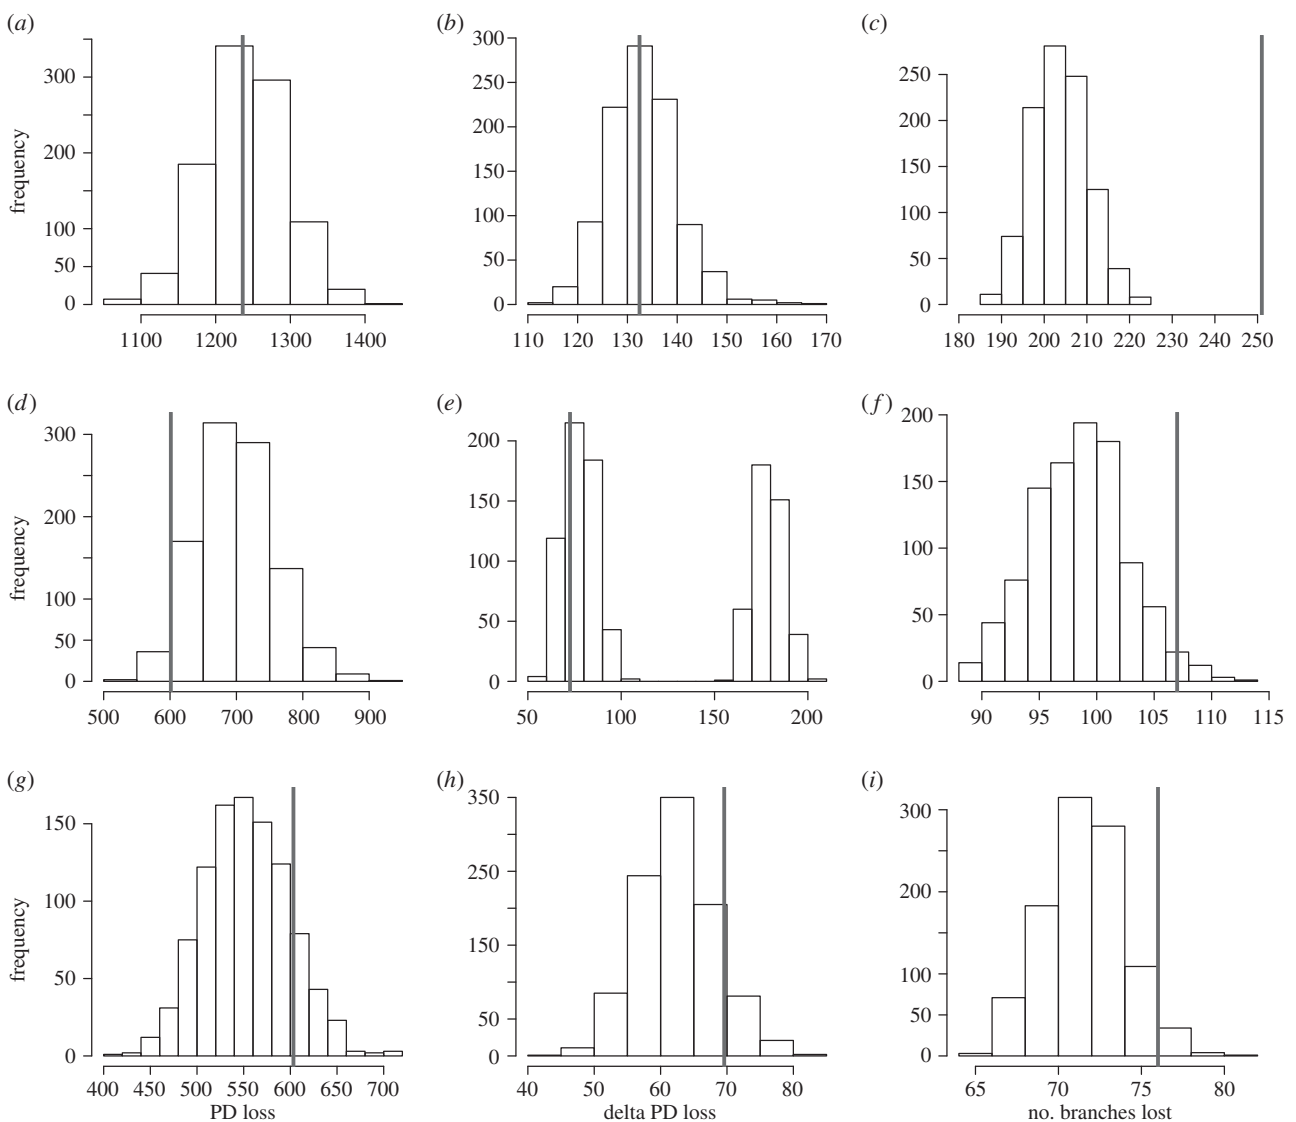 (a) (b) (c)
frequency
300
200
100
50
0
1100 1200 1300 1400
300
250
200
150
100
50
0
110 120 130 140 150 160 170
250
200
150
100
50
0
180 190 200 210 220 230 240 250
(d) (e) (f)
frequency
300
200
100
50
0
500 600 700 800 900
200
150
100
50
0
50 100 150 200
200
150
100
50
0
90 95 100 105 110 115
(g) (h) (i)
frequency
150
100
50
0
400 450 500 550 600 650 700
PD loss
350
250
150
50
0
40 50 60 70 80
delta PD loss
300
200
100
50
0
65 70 75 80
no. branches lost